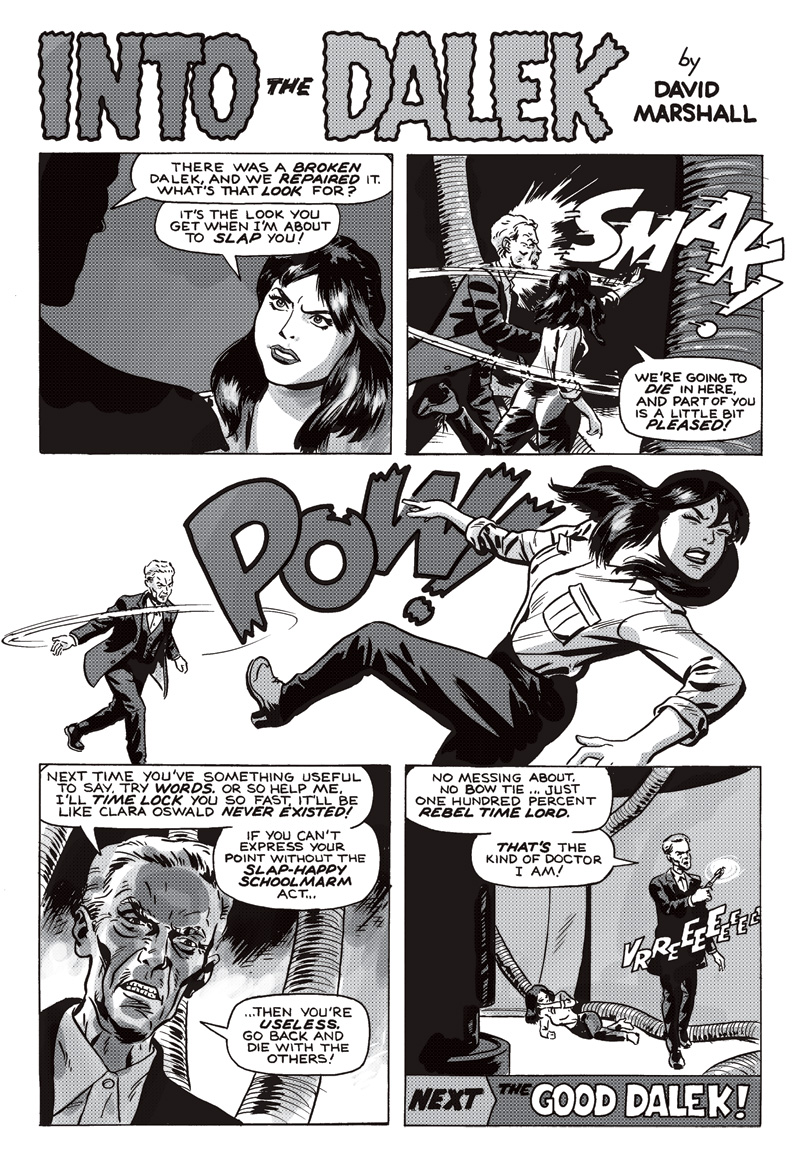 INTO THE DALEK
by
DAVID
MARSHALL
THERE WAS A BROKEN
DALEK, AND WE REPAIRED IT.
WHAT'S THAT LOOK FOR?
IT'S THE LOOK YOU
GET WHEN I'M ABOUT
TO SLAP YOU!
SMAK!
WE'RE GOING TO
DIE IN HERE,
AND PART OF YOU
IS A LITTLE BIT
PLEASED!
POW!
NEXT TIME YOU'VE SOMETHING USEFUL
TO SAY, TRY WORDS. OR SO HELP ME,
I'LL TIME LOCK YOU SO FAST, IT'LL BE
LIKE CLARA OSWALD NEVER EXISTED!
IF YOU CAN'T
EXPRESS YOUR
POINT WITHOUT THE
SLAP-HAPPY
SCHOOLMARM
ACT...
...THEN YOU'RE
USELESS.
GO BACK AND
DIE WITH THE
OTHERS!
NO MESSING ABOUT.
NO BOW TIE ... JUST
ONE HUNDRED PERCENT
REBEL TIME LORD.
THAT'S THE
KIND OF DOCTOR
I AM!
VRREEEEEEE
NEXT THE GOOD DALEK!